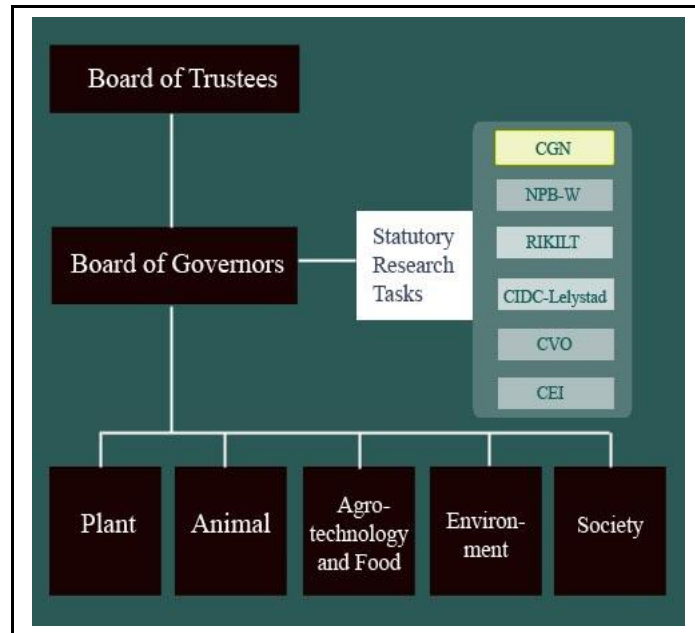 Board of Trustees
CGN
NPB-W
RIKILT
CIDC-Lelystad
CVO
CEI
Statutory
Research
Tasks
Board of Governors
Plant
Animal
Agro-
technology
and Food
Environ-
ment
Society